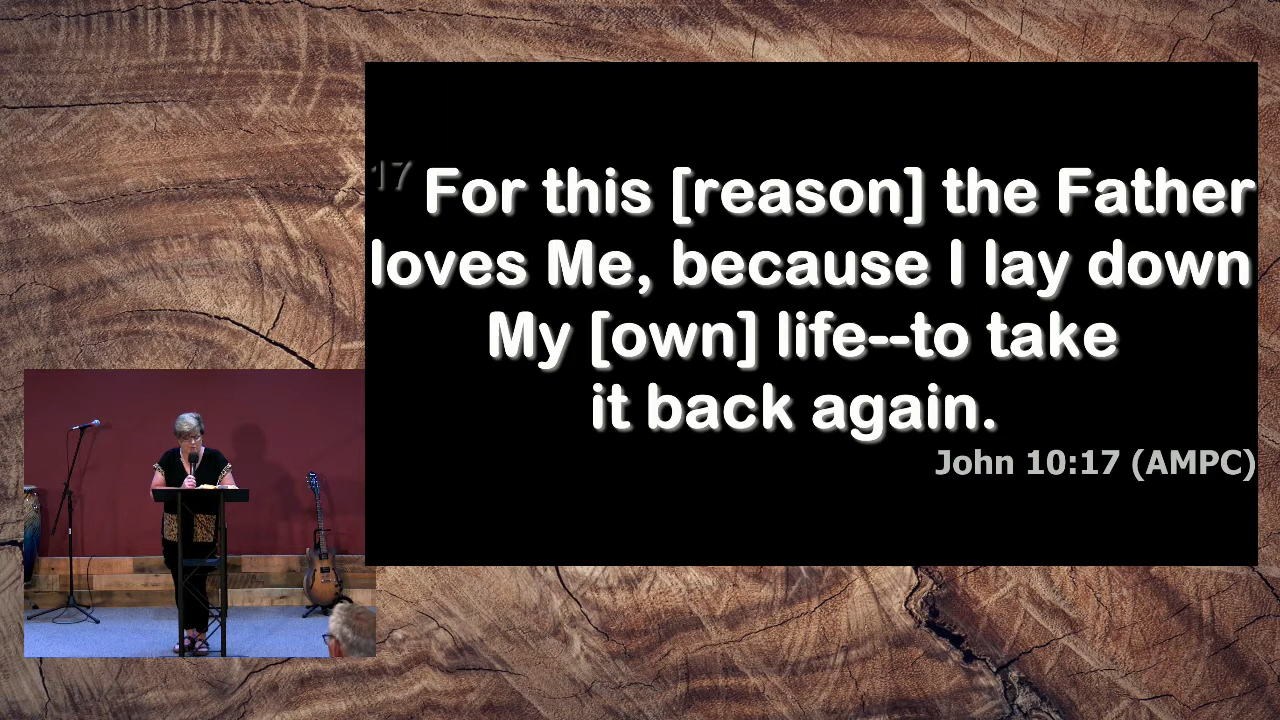 17 For this [reason] the Father
loves Me, because I lay down
My [own] life--to take
it back again.
John 10:17 (AMPC)